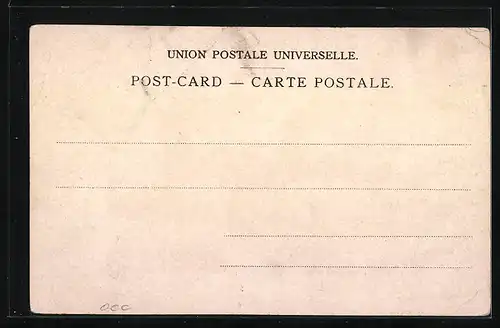 UNION POSTALE UNIVERSELLE.
POST-CARD — CARTE POSTALE.